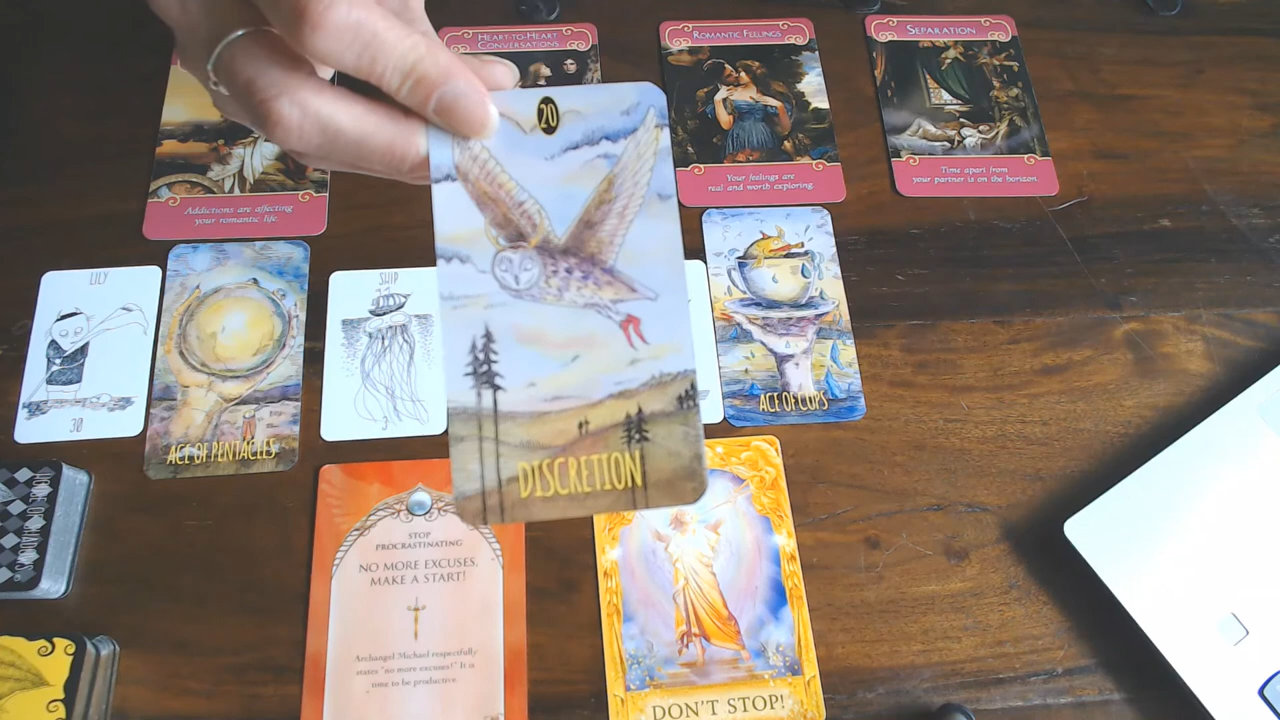 HEART-TO-HEART
CONVERSATIONS
ROMANTIC FEELINGS
SEPARATION
Addictions are affecting
your romantic life.
Your feelings are
real and worth exploring.
Time apart from
your partner is on the horizon.
20
DISCRETION
LILY
30
ACE OF PENTACLES
SHIP
3
ACE OF CUPS
STOP
PROCRASTINATING
NO MORE EXCUSES,
MAKE A START!
Archangel Michael respectfully
states "no more excuses!" It is
time to be productive.
DON'T STOP!